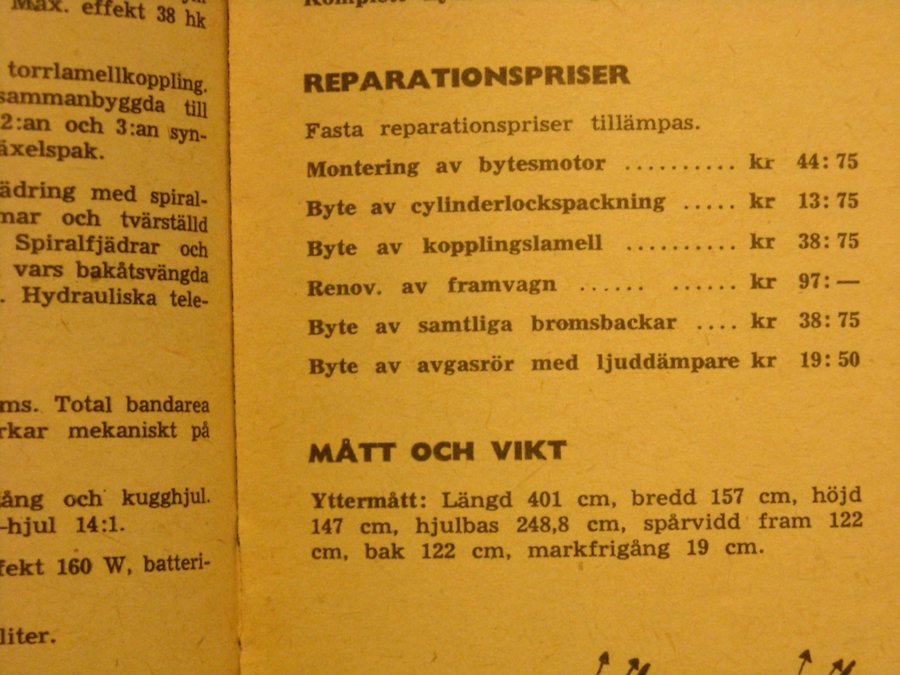 Max. effekt 38 hk
torrlamellkoppling.
sammanbyggda till
2:an och 3:an syn-
äxelspak.
ädring med spiral-
mar och tvärställd
Spiralfjädrar och
vars bakåtsvängda
. Hydrauliska tele-
ms. Total bandarea
rkar mekaniskt på
ång och kugghjul.
-hjul 14:1.
fekt 160 W, batteri-
liter.
REPARATIONSPRISER
Fasta reparationspriser tillämpas.
Montering av bytesmotor .......... kr 44:75
Byte av cylinderlockspackning ..... kr 13:75
Byte av kopplingslamell .......... kr 38:75
Renov. av framvagn ...... ...... kr 97:—
Byte av samtliga bromsbackar .... kr 38:75
Byte av avgasrör med ljuddämpare kr 19:50
MÅTT OCH VIKT
Yttermått: Längd 401 cm, bredd 157 cm, höjd
147 cm, hjulbas 248,8 cm, spårvidd fram 122
cm, bak 122 cm, markfrigång 19 cm.